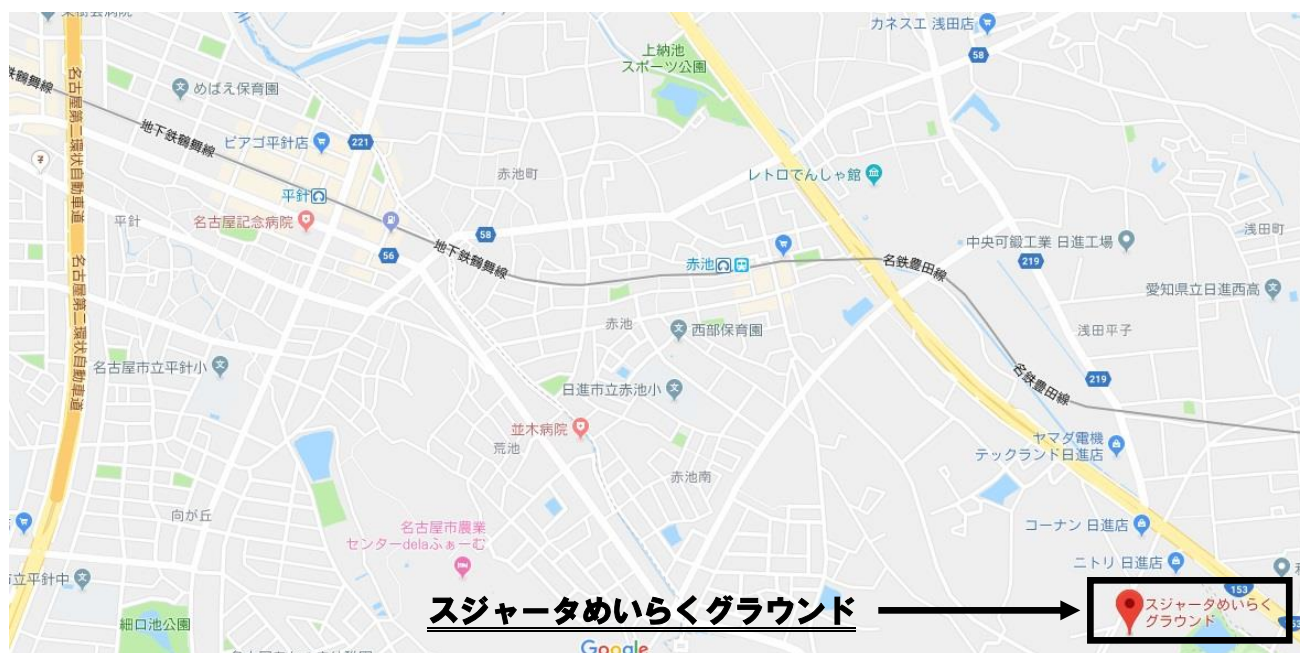 カネスエ 浅田店
58
上納池
スポーツ公園
めばえ保育園
地下鉄鶴舞線
名古屋第二環状自動車道
ピアゴ平針店
221
赤池町
レトロでんしゃ館
平針
平針
名古屋記念病院
58
56
地下鉄鶴舞線
赤池
名鉄豊田線
中央可鍛工業 日進工場
219
浅田町
愛知県立日進西高
名古屋第二環状自動車道
赤池
西部保育園
浅田平子
名古屋市立平針小
日進市立赤池小
219
名鉄豊田線
並木病院
荒池
赤池南
ヤマダ電機
テックランド日進店
向が丘
名古屋市農業
センターdelaふぁーむ
コーナン 日進店
ニトリ 日進店
市立平針中
153
スジャータめいらくグラウンド
スジャータめいらく
グラウンド
細口池公園
Google